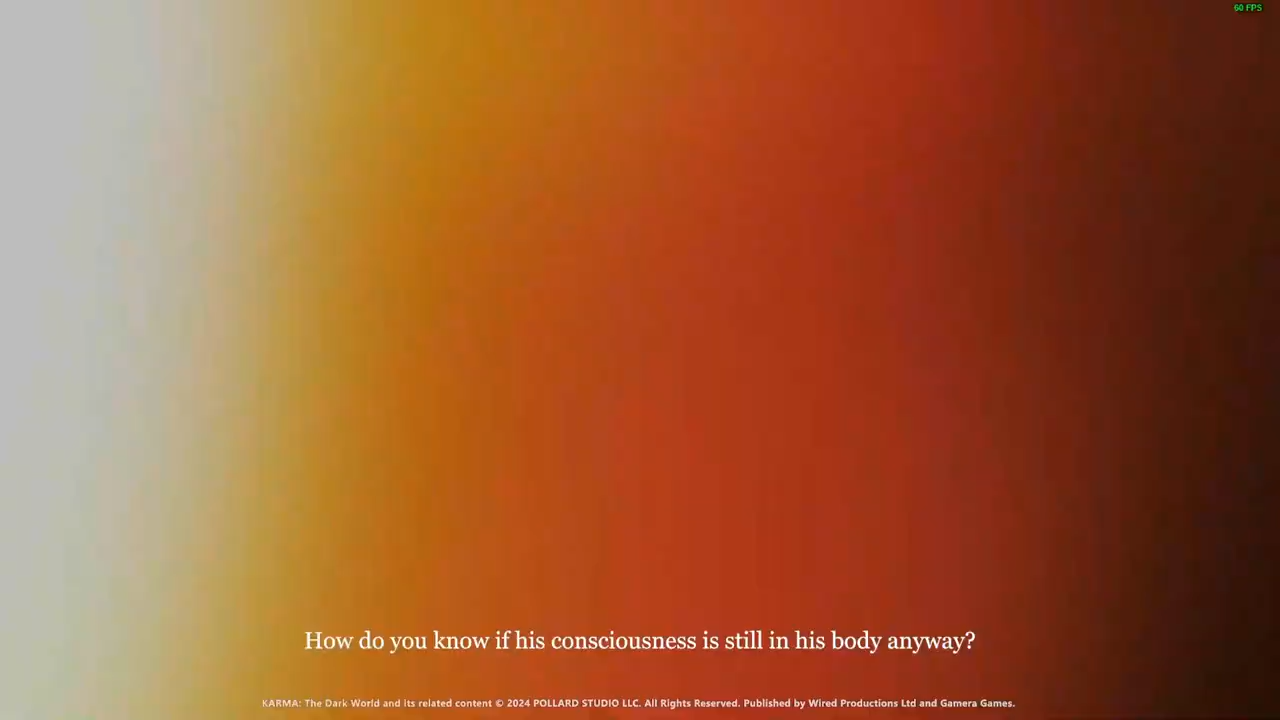 60 FPS
How do you know if his consciousness is still in his body anyway?
KARMA: The Dark World and its related content © 2024 POLLARD STUDIO LLC. All Rights Reserved. Published by Wired Productions Ltd and Gamera Games.